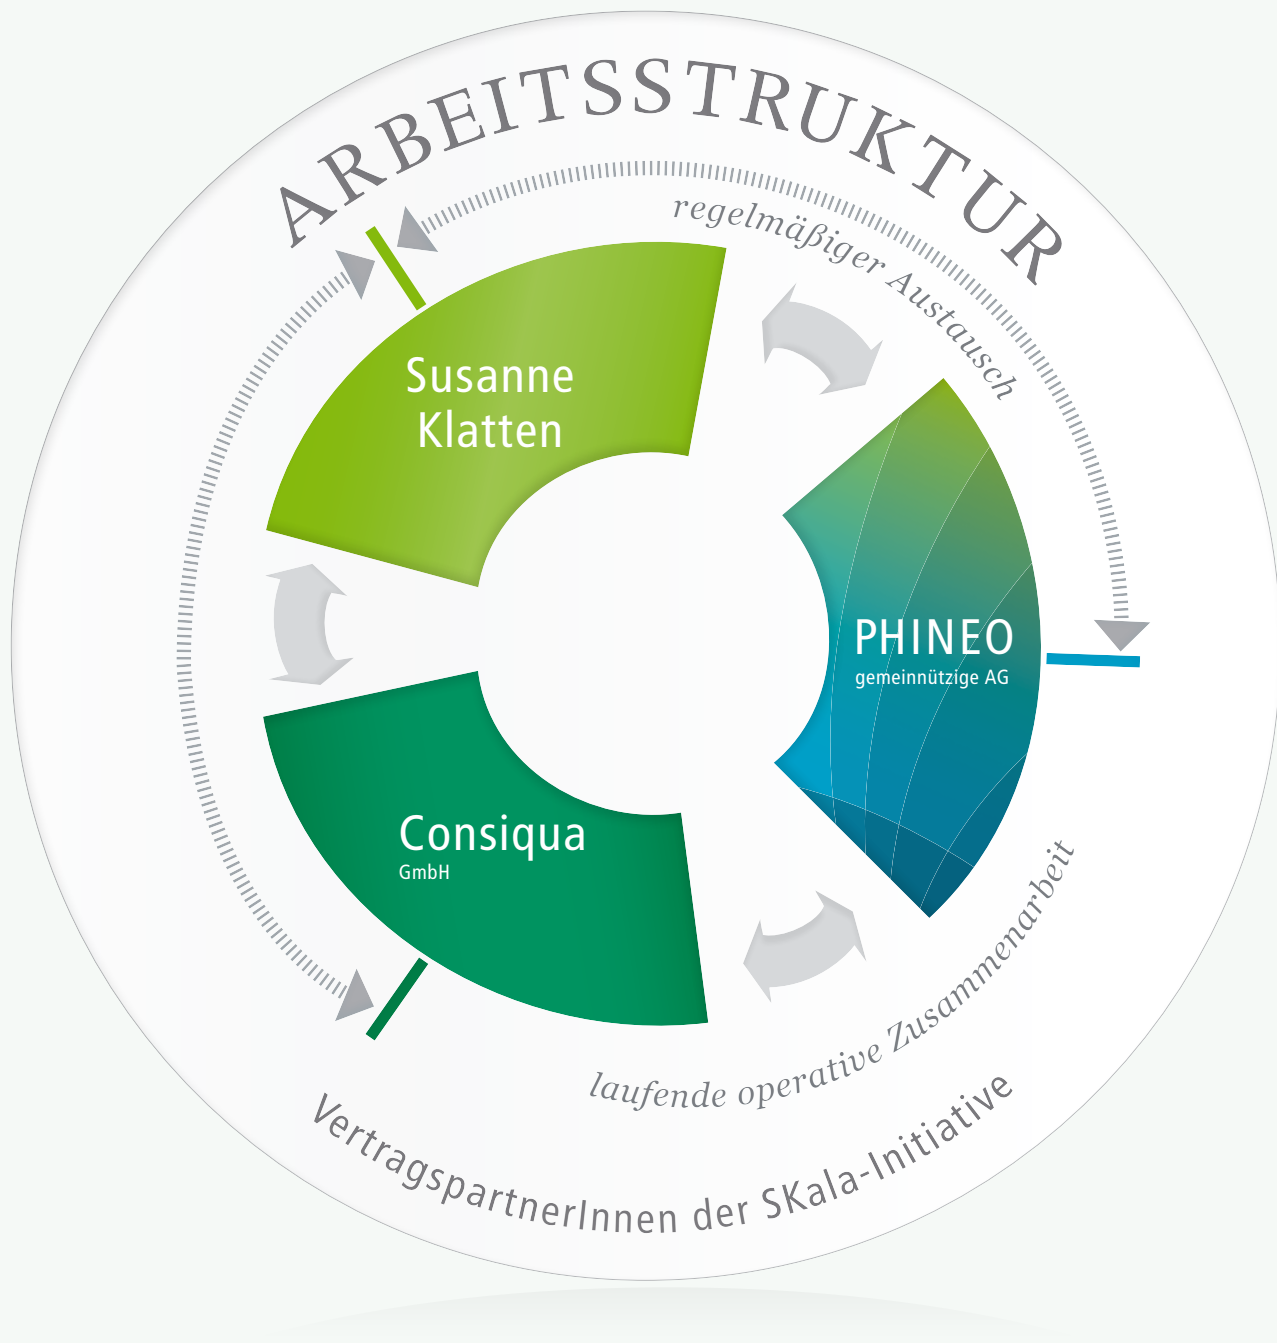 ARBEITSSTRUKTUR
regelmäßiger Austausch
Susanne
Klatten
PHINEO
gemeinnützige AG
Consiqua
GmbH
laufende operative Zusammenarbeit
VertragspartnerInnen der SKala-Initiative